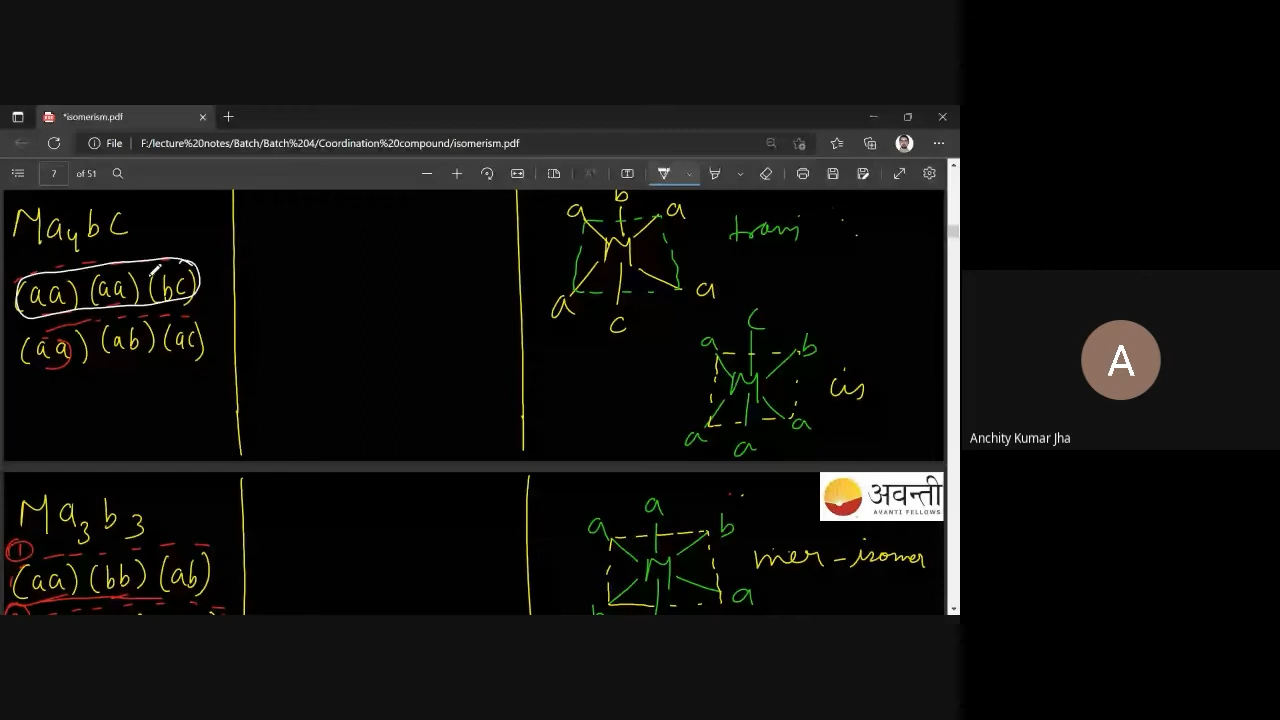 *isomerism.pdf
File F:/lecture%20notes/Batch/Batch%204/Coordination%20compound/isomerism.pdf
7 of 51
Ma4bC
(aa) (aa) (bc)
(aa) (ab) (ac)
b
a a
M
a a
c
trans
c
a b
M
a a
a
cis
Ma3b3
①
(aa) (bb) (ab)
a
a b
M
b a
mer-isomer
अवन्ती
AVANTI FELLOWS
A
Anchity Kumar Jha